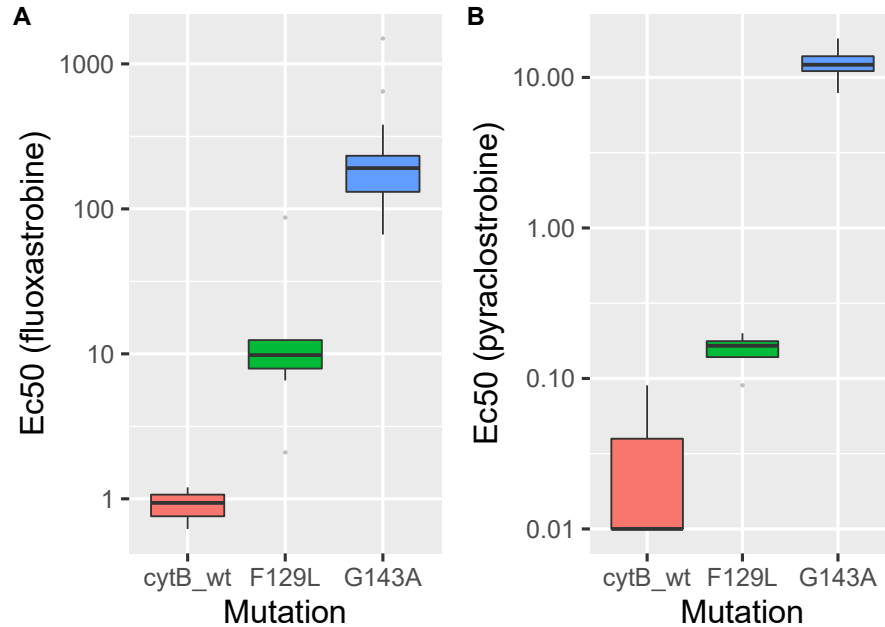 A
Ec50 (fluoxastrobine)
1000
100
10
1
cytB_wt F129L G143A
Mutation
B
Ec50 (pyraclostrobine)
10.00
1.00
0.10
0.01
cytB_wt F129L G143A
Mutation